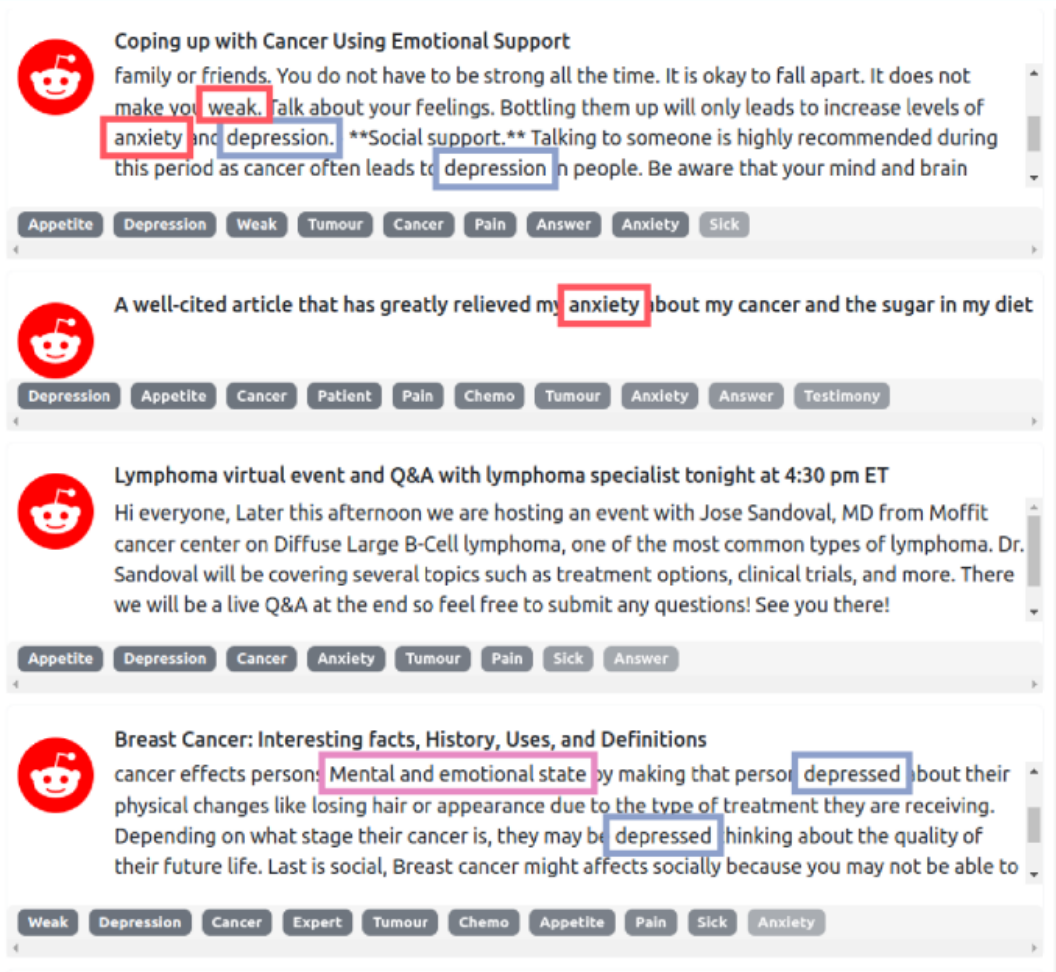 Coping up with Cancer Using Emotional Support
family or friends. You do not have to be strong all the time. It is okay to fall apart. It does not
make you weak. Talk about your feelings. Bottling them up will only leads to increase levels of
anxiety and depression. **Social support.** Talking to someone is highly recommended during
this period as cancer often leads to depression in people. Be aware that your mind and brain
Appetite Depression Weak Tumour Cancer Pain Answer Anxiety Sick
A well-cited article that has greatly relieved my anxiety about my cancer and the sugar in my diet
Depression Appetite Cancer Patient Pain Chemo Tumour Anxiety Answer Testimony
Lymphoma virtual event and Q&A with lymphoma specialist tonight at 4:30 pm ET
Hi everyone, Later this afternoon we are hosting an event with Jose Sandoval, MD from Moffit
cancer center on Diffuse Large B-Cell lymphoma, one of the most common types of lymphoma. Dr.
Sandoval will be covering several topics such as treatment options, clinical trials, and more. There
we will be a live Q&A at the end so feel free to submit any questions! See you there!
Appetite Depression Cancer Anxiety Tumour Pain Sick Answer
Breast Cancer: Interesting facts, History, Uses, and Definitions
cancer effects persons Mental and emotional state by making that person depressed about their
physical changes like losing hair or appearance due to the type of treatment they are receiving.
Depending on what stage their cancer is, they may be depressed thinking about the quality of
their future life. Last is social, Breast cancer might affects socially because you may not be able to
Weak Depression Cancer Expert Tumour Chemo Appetite Pain Sick Anxiety